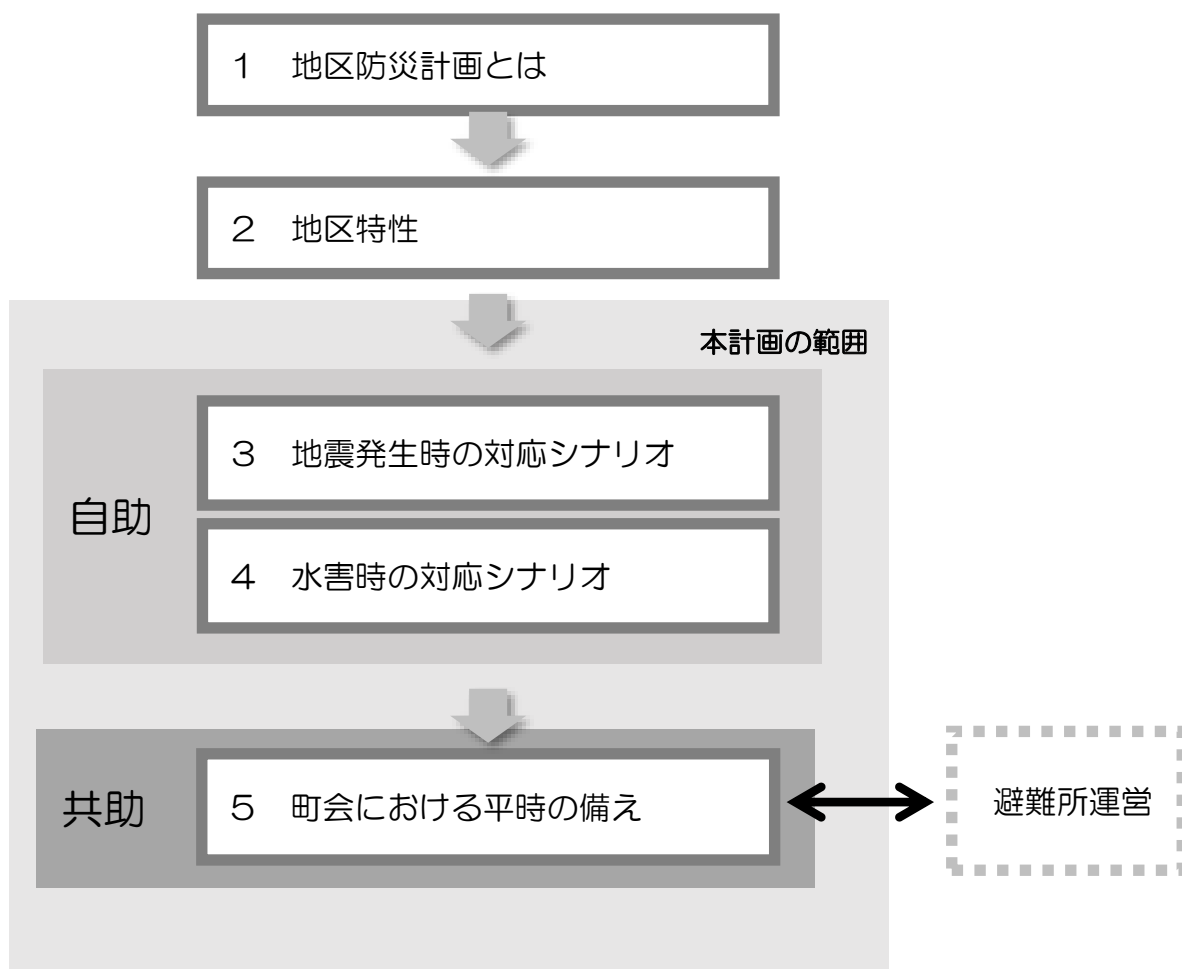 １　地区防災計画とは
２　地区特性
本計画の範囲
自助
３　地震発生時の対応シナリオ
４　水害時の対応シナリオ
共助
５　町会における平時の備え
避難所運営